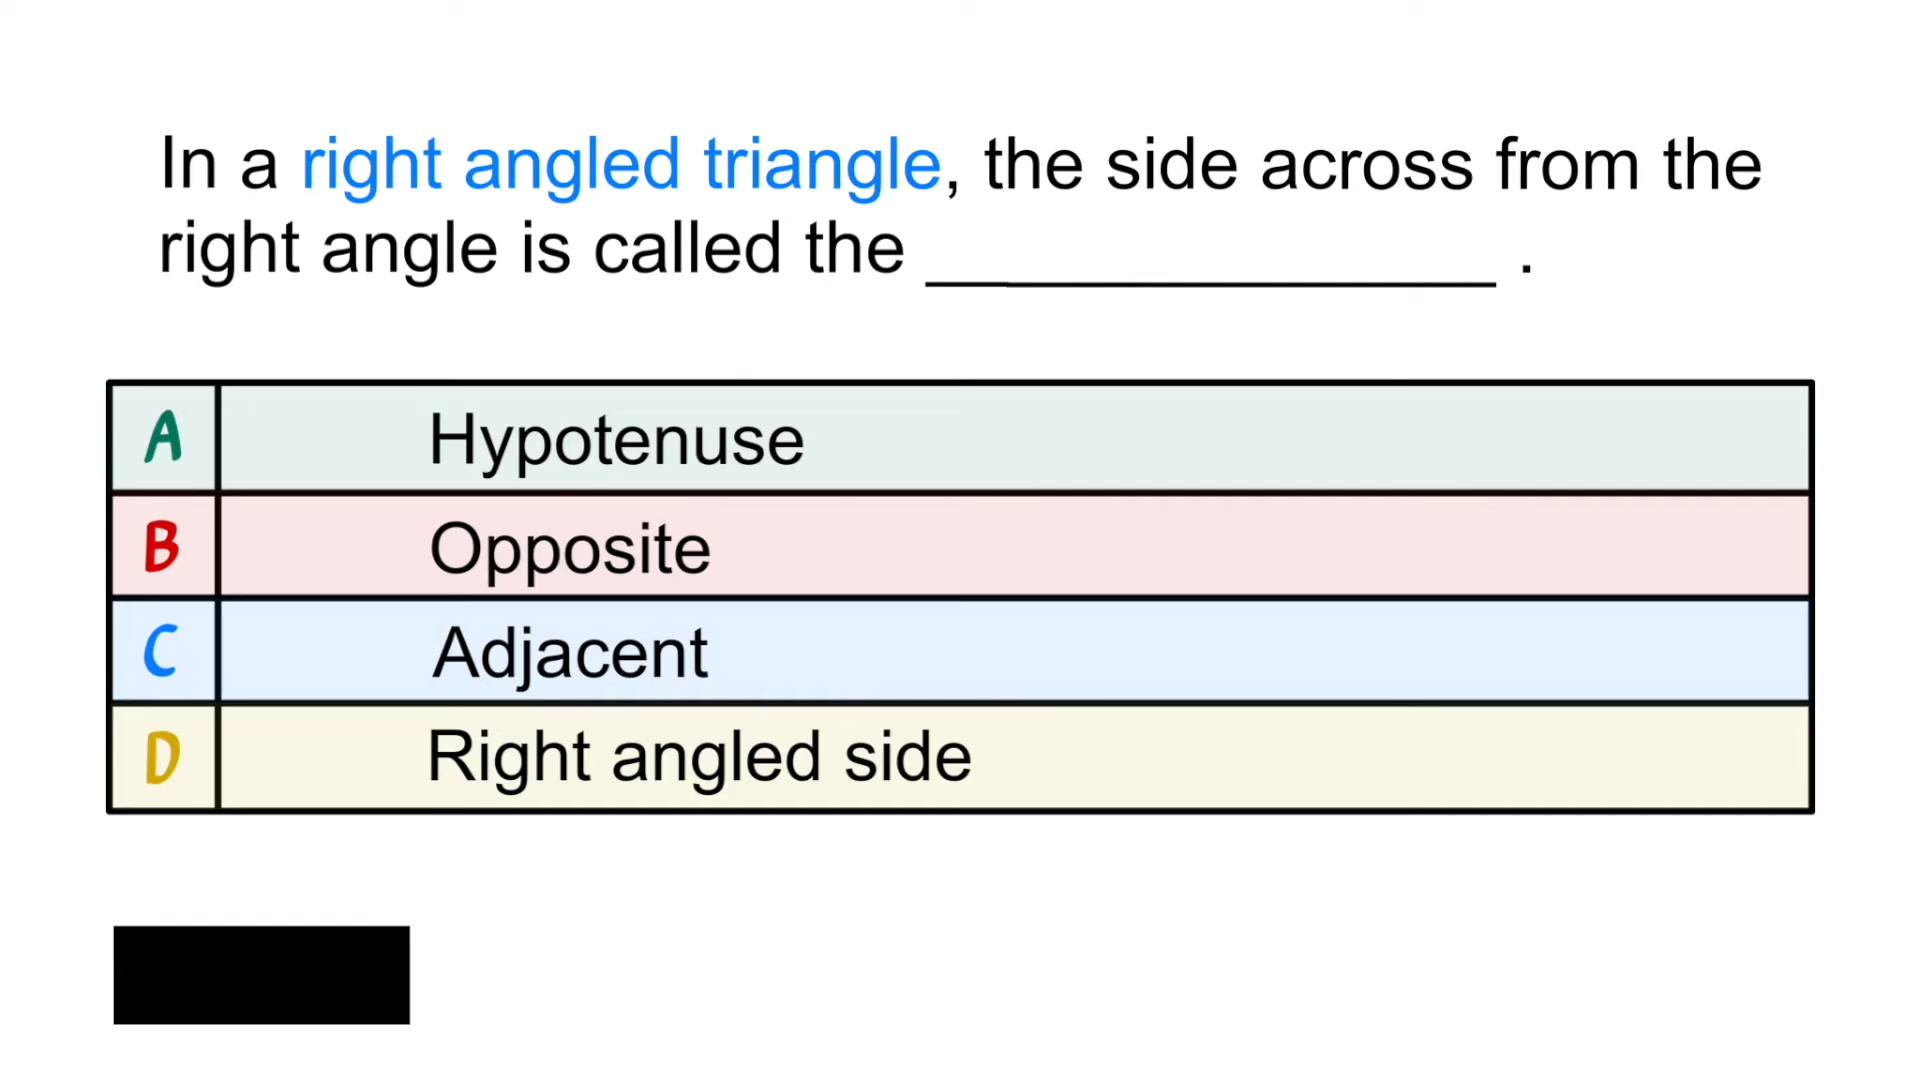 In a right angled triangle, the side across from the
right angle is called the ________________ .
A Hypotenuse
B Opposite
C Adjacent
D Right angled side